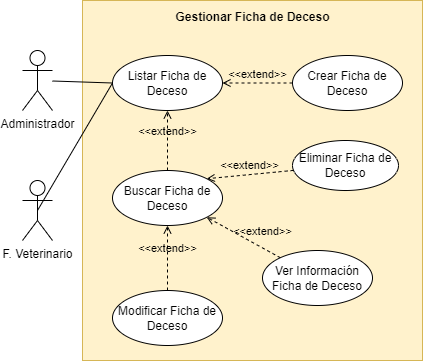 Gestionar Ficha de Deceso
Listar Ficha de
Deceso
<<extend>>
Crear Ficha de
Deceso
Administrador
<<extend>>
Eliminar Ficha de
Deceso
<<extend>>
Buscar Ficha de
Deceso
F. Veterinario
<<extend>>
<<extend>>
Ver Información
Ficha de Deceso
Modificar Ficha de
Deceso